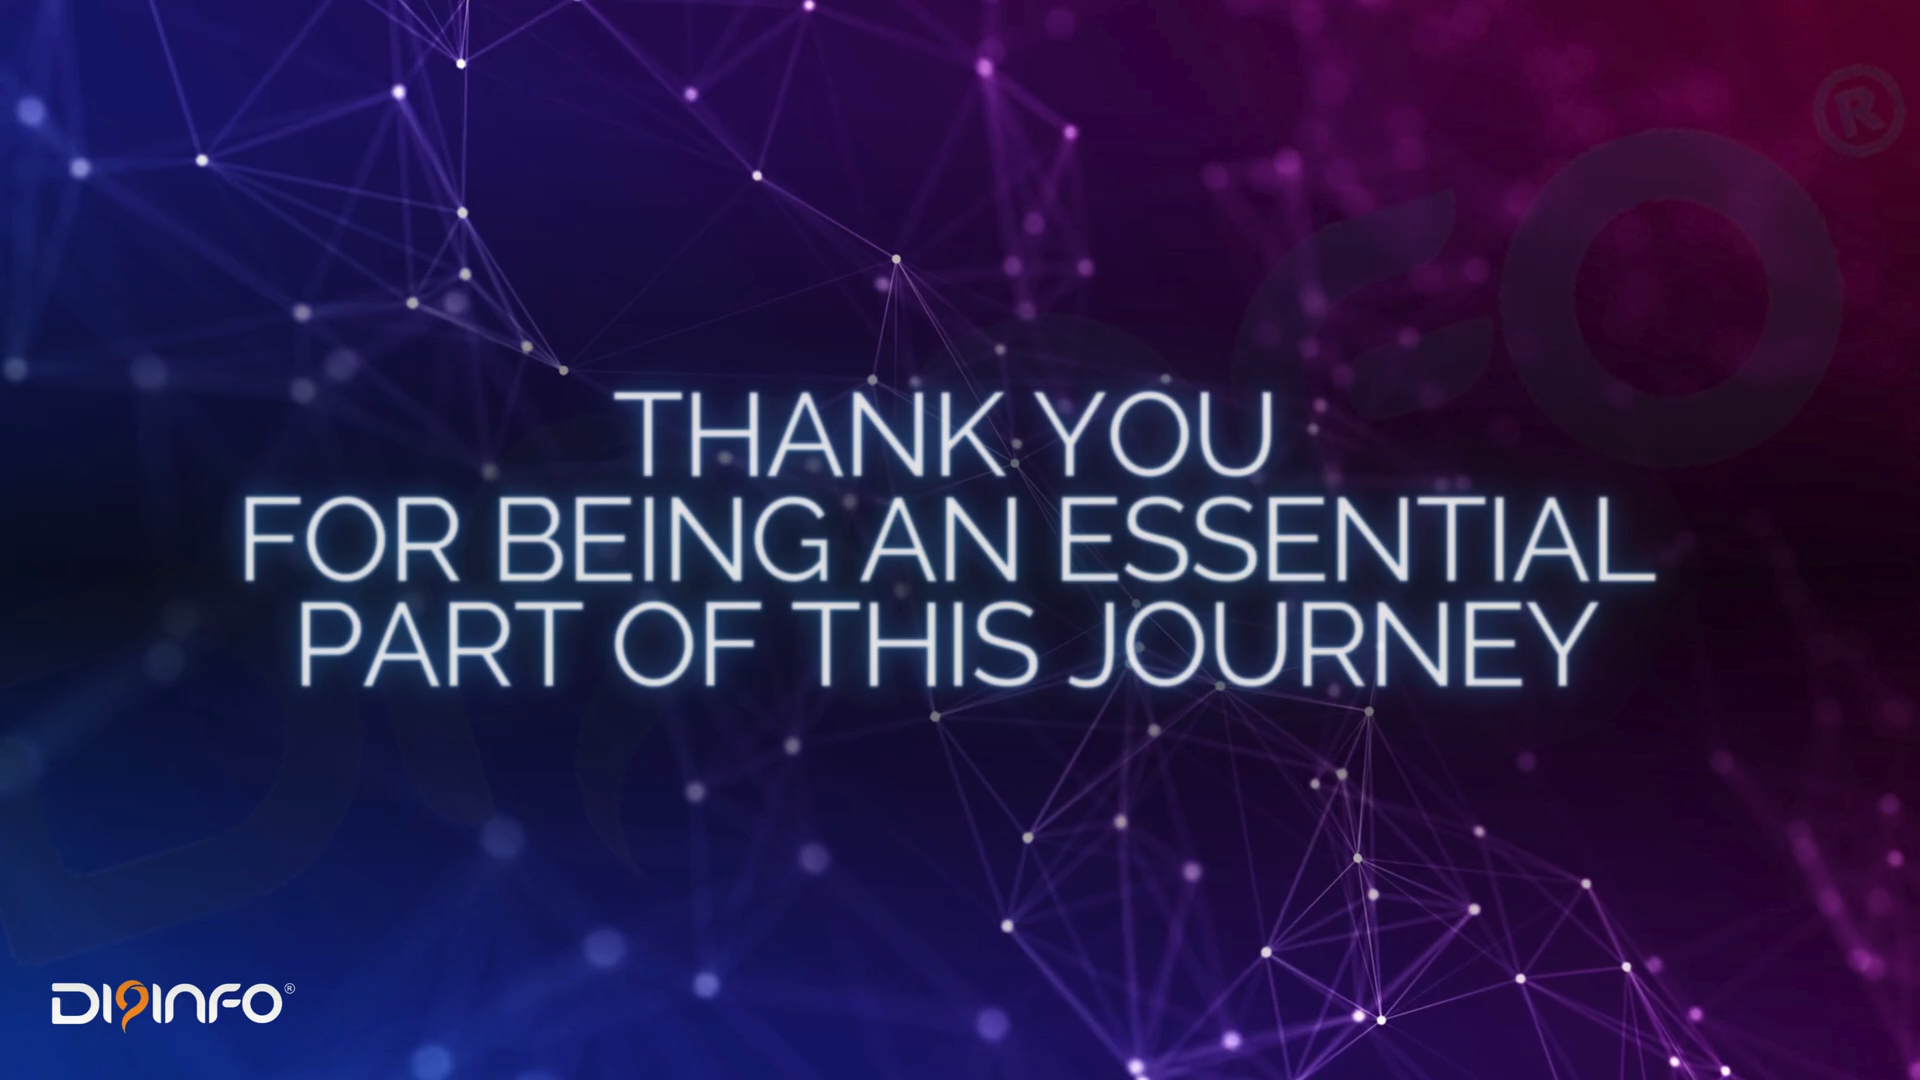 THANK YOU
FOR BEING AN ESSENTIAL
PART OF THIS JOURNEY
DIGINFO®